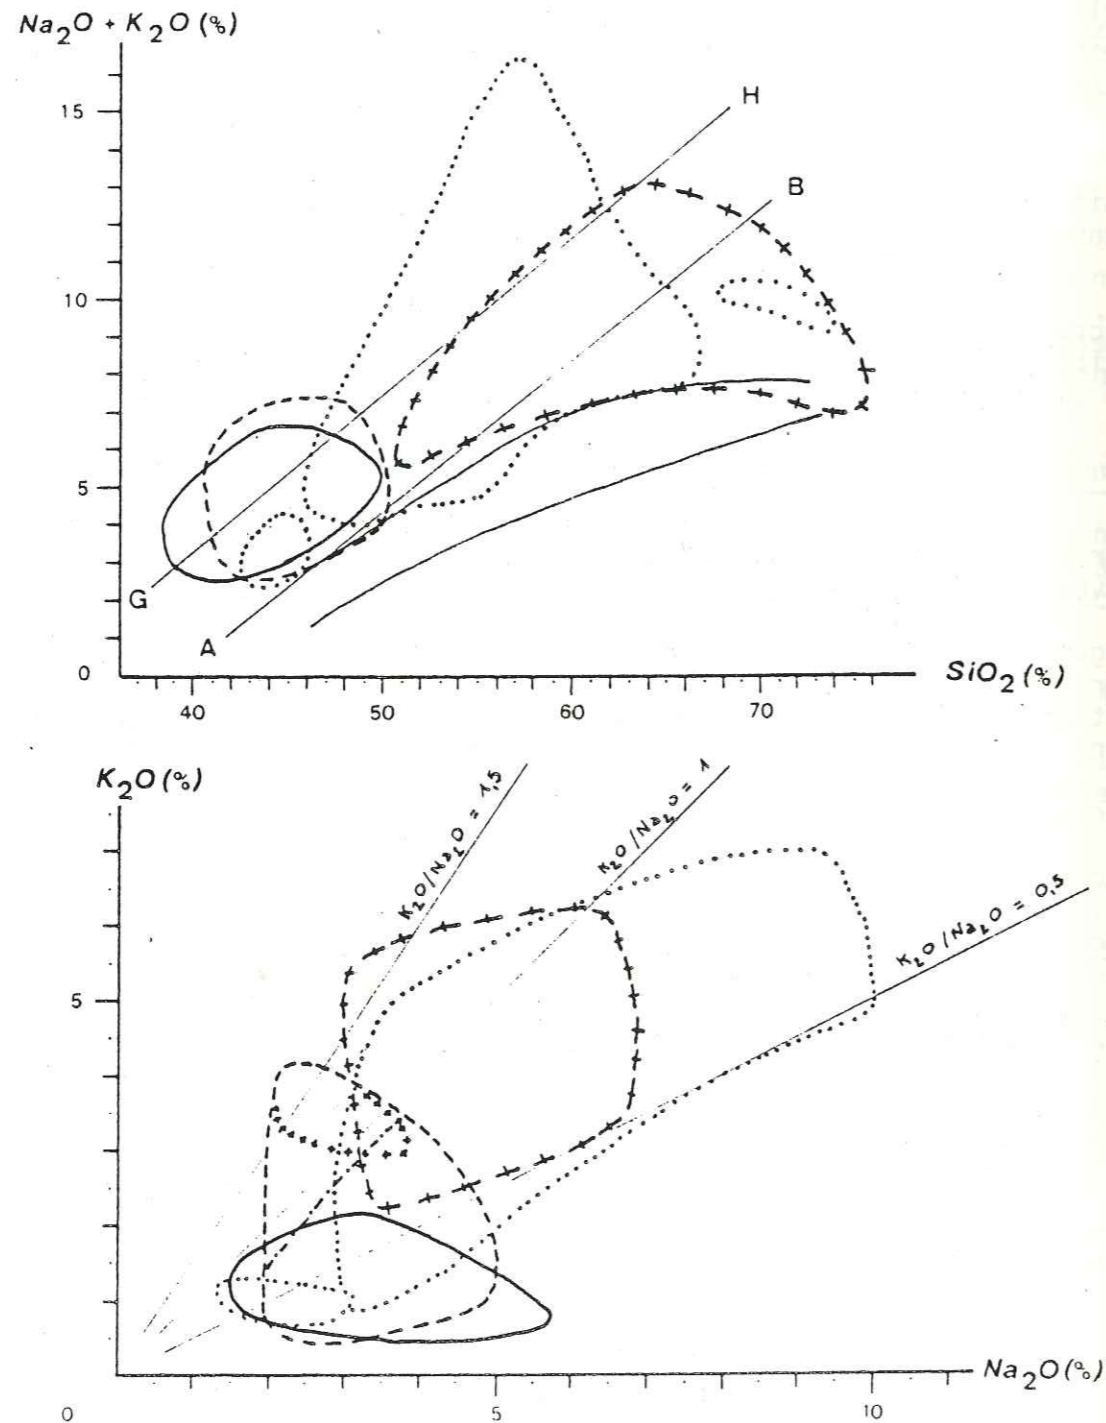 Na₂O + K₂O (%)
15
10
5
0
H
B
G
A
40 50 60 70
SiO₂ (%)
K₂O (%)
K₂O/Na₂O = 1,5
K₂O/Na₂O = 1
K₂O/Na₂O = 0,5
5
0 5 10
Na₂O (%)